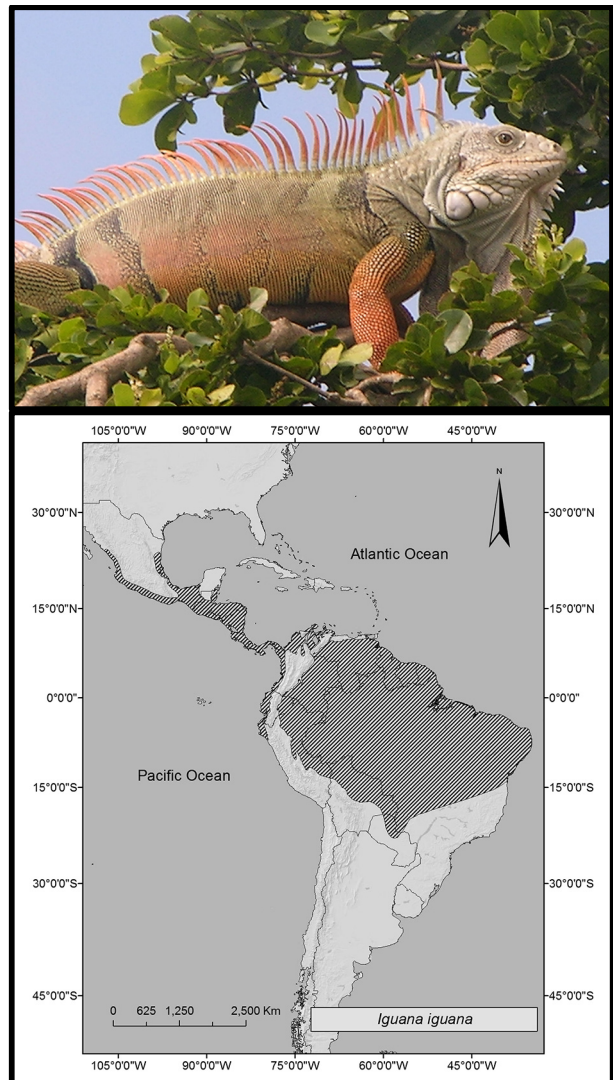 105°0'0"W 90°0'0"W 75°0'0"W 60°0'0"W 45°0'0"W
N
30°0'0"N 30°0'0"N
Atlantic Ocean
15°0'0"N 15°0'0"N
0°0'0" 0°0'0"
Pacific Ocean
15°0'0"S 15°0'0"S
30°0'0"S 30°0'0"S
45°0'0"S 45°0'0"S
0 625 1,250 2,500 Km
Iguana iguana
105°0'0"W 90°0'0"W 75°0'0"W 60°0'0"W 45°0'0"W